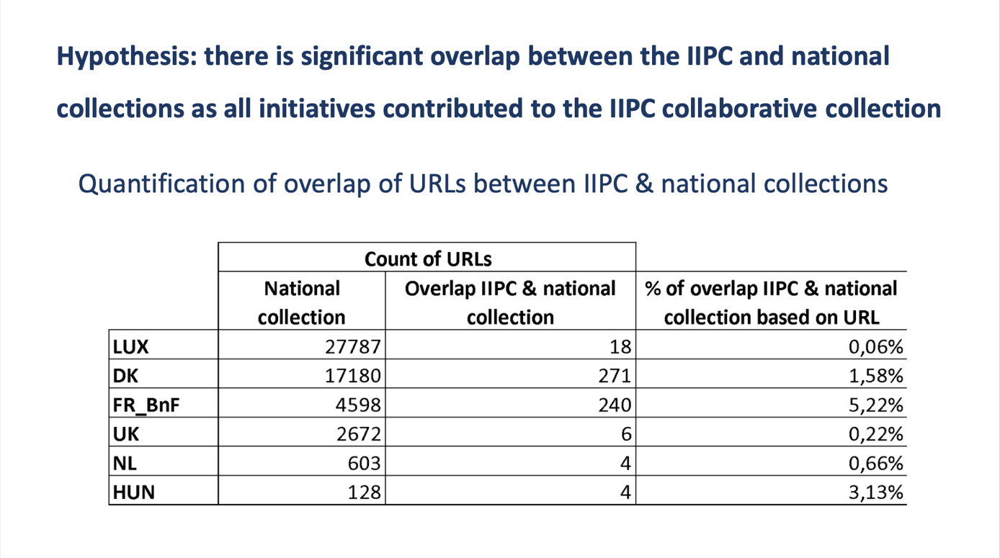 Hypothesis: there is significant overlap between the IIPC and national
collections as all initiatives contributed to the IIPC collaborative collection
Quantification of overlap of URLs between IIPC & national collections
Count of URLs
National collection Overlap IIPC & national collection % of overlap IIPC & national collection based on URL
LUX 27787 18 0,06%
DK 17180 271 1,58%
FR_BnF 4598 240 5,22%
UK 2672 6 0,22%
NL 603 4 0,66%
HUN 128 4 3,13%